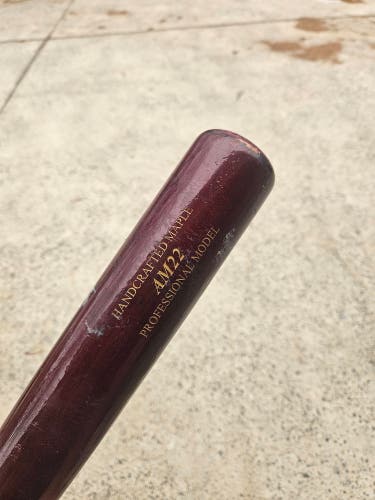 HANDCRAFTED MAPLE
AM22
PROFESSIONAL MODEL